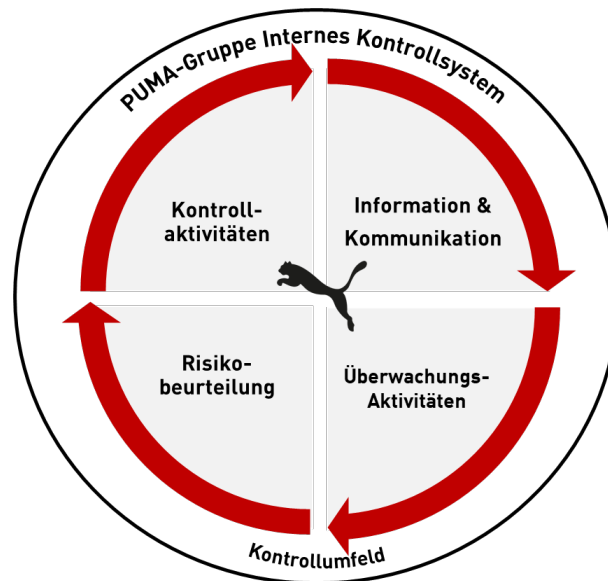 PUMA-Gruppe Internes Kontrollsystem
Kontroll-
aktivitäten
Information &
Kommunikation
Risiko-
beurteilung
Überwachungs-
Aktivitäten
Kontrollumfeld